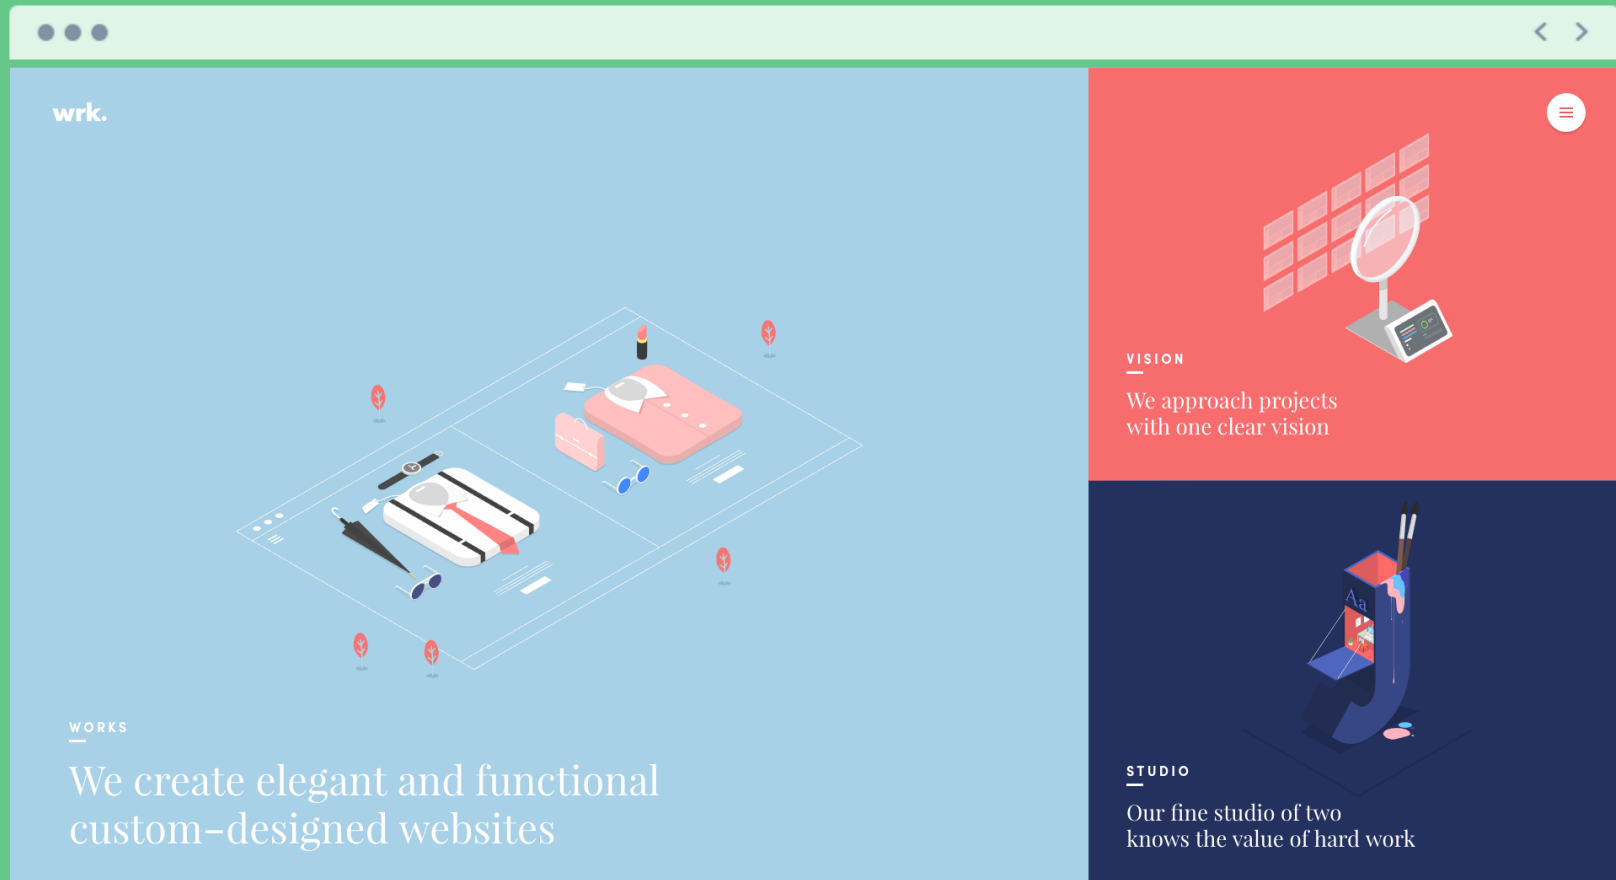 wrk.
WORKS
We create elegant and functional
custom–designed websites
VISION
We approach projects
with one clear vision
Aa
STUDIO
Our fine studio of two
knows the value of hard work